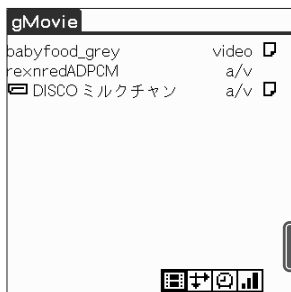 gMovie
babyfood_grey video
rexnredADPCM a/v
DISCO ミルクチャン a/v